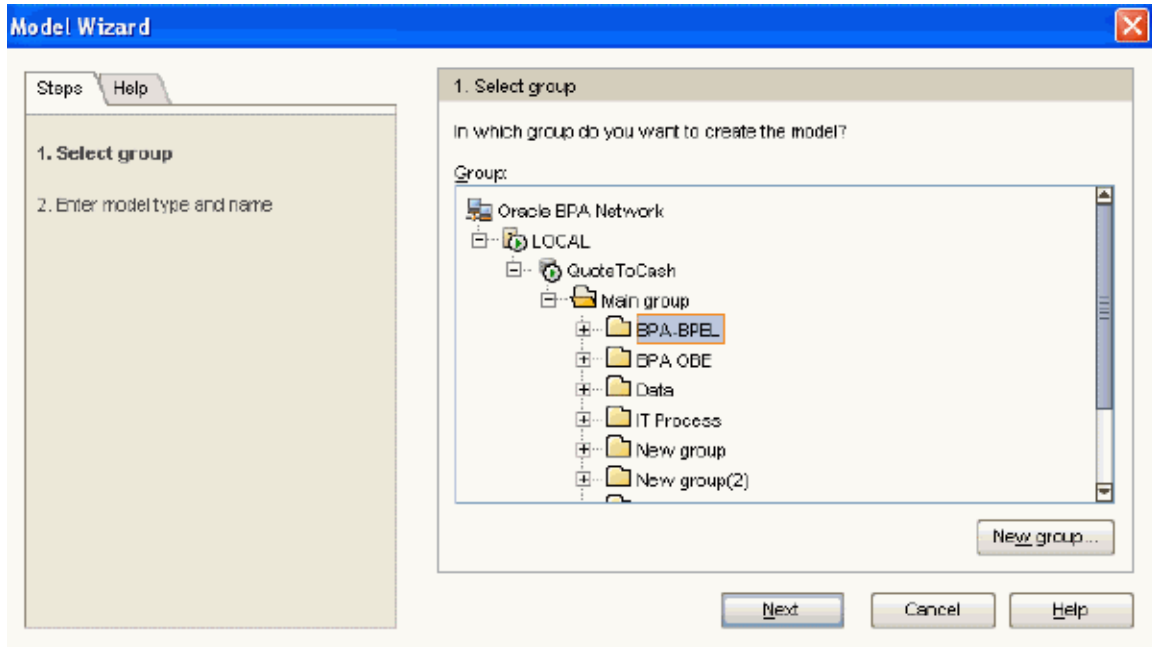 Model Wizard
Steps Help
1. Select group
2. Enter model type and name
1. Select group
In which group do you want to create the model?
Group:
Oracle BPA Network
LOCAL
QuoteToCash
Main group
BPA-BPEL
BPA OBE
Data
IT Process
New group
New group(2)
New group...
Next Cancel Help